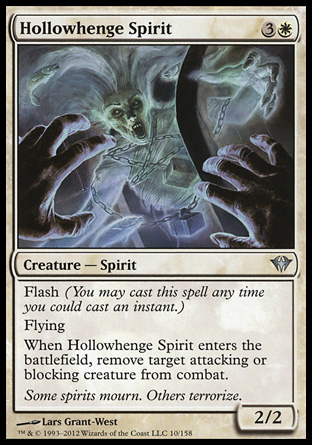 Hollowhenge Spirit 3
Creature — Spirit
Flash (You may cast this spell any time
you could cast an instant.)
Flying
When Hollowhenge Spirit enters the
battlefield, remove target attacking or
blocking creature from combat.
Some spirits mourn. Others terrorize.
Lars Grant-West
™ & © 1993–2012 Wizards of the Coast LLC 10/158
2/2